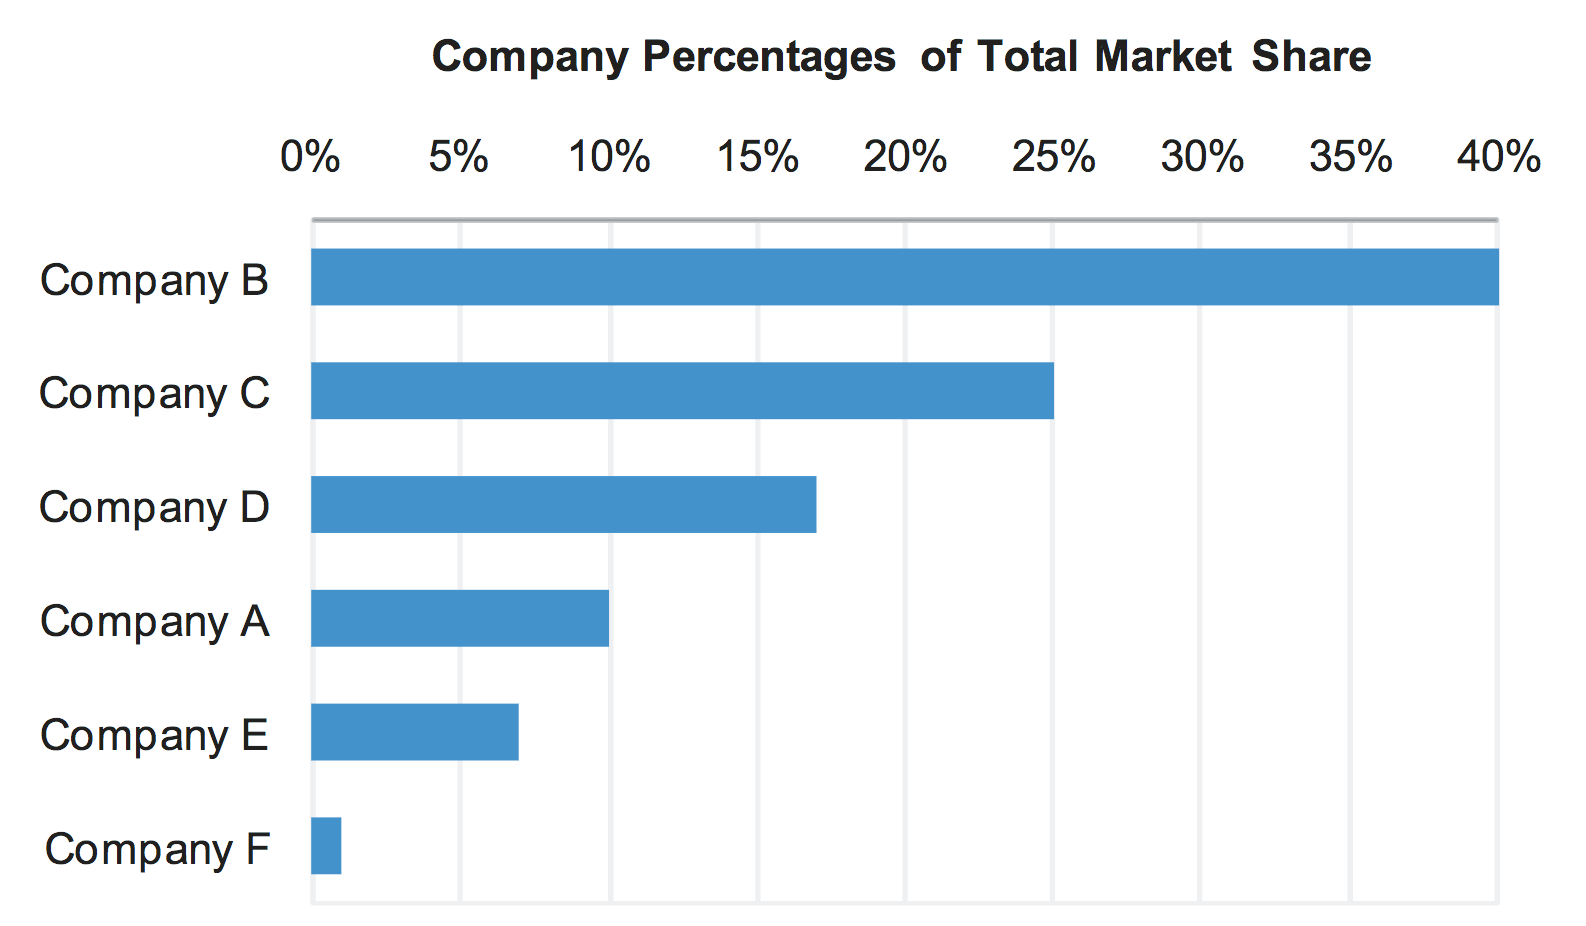 Company Percentages of Total Market Share
0% 5% 10% 15% 20% 25% 30% 35% 40%
Company B
Company C
Company D
Company A
Company E
Company F